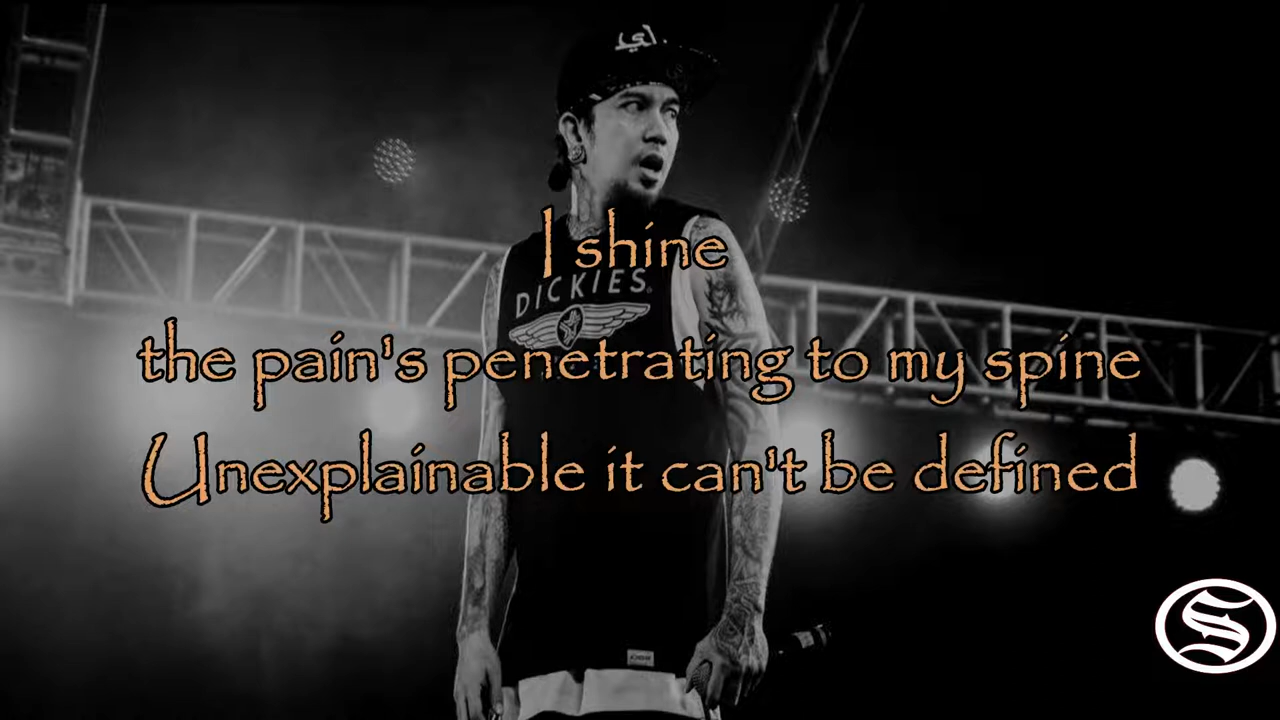 I shine
DICKIES
the pain's penetrating to my spine
Unexplainable it can't be defined
S